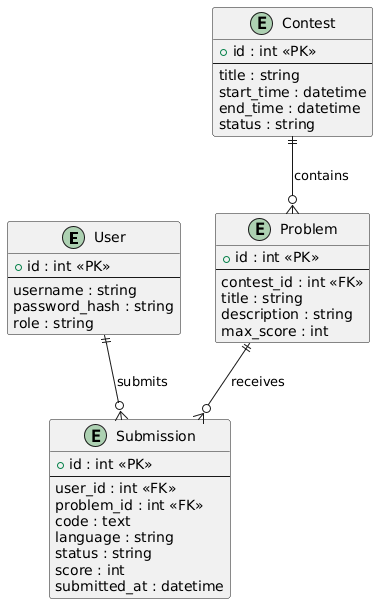 E Contest
id : int «PK»
title : string
start_time : datetime
end_time : datetime
status : string
contains
E User
id : int «PK»
username : string
password_hash : string
role : string
E Problem
id : int «PK»
contest_id : int «FK»
title : string
description : string
max_score : int
submits
receives
E Submission
id : int «PK»
user_id : int «FK»
problem_id : int «FK»
code : text
language : string
status : string
score : int
submitted_at : datetime